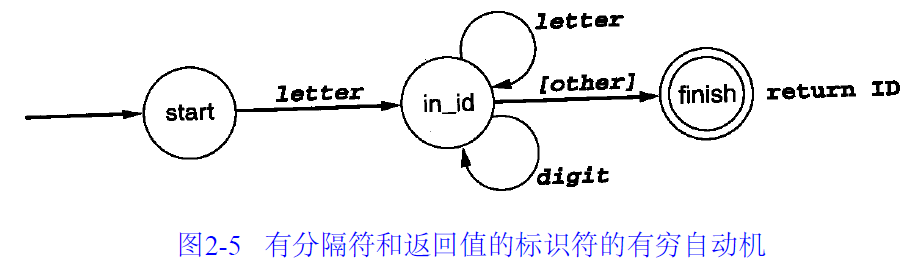 letter
start
letter
in_id
[other]
finish
return ID
digit
图2-5 有分隔符和返回值的标识符的有穷自动机